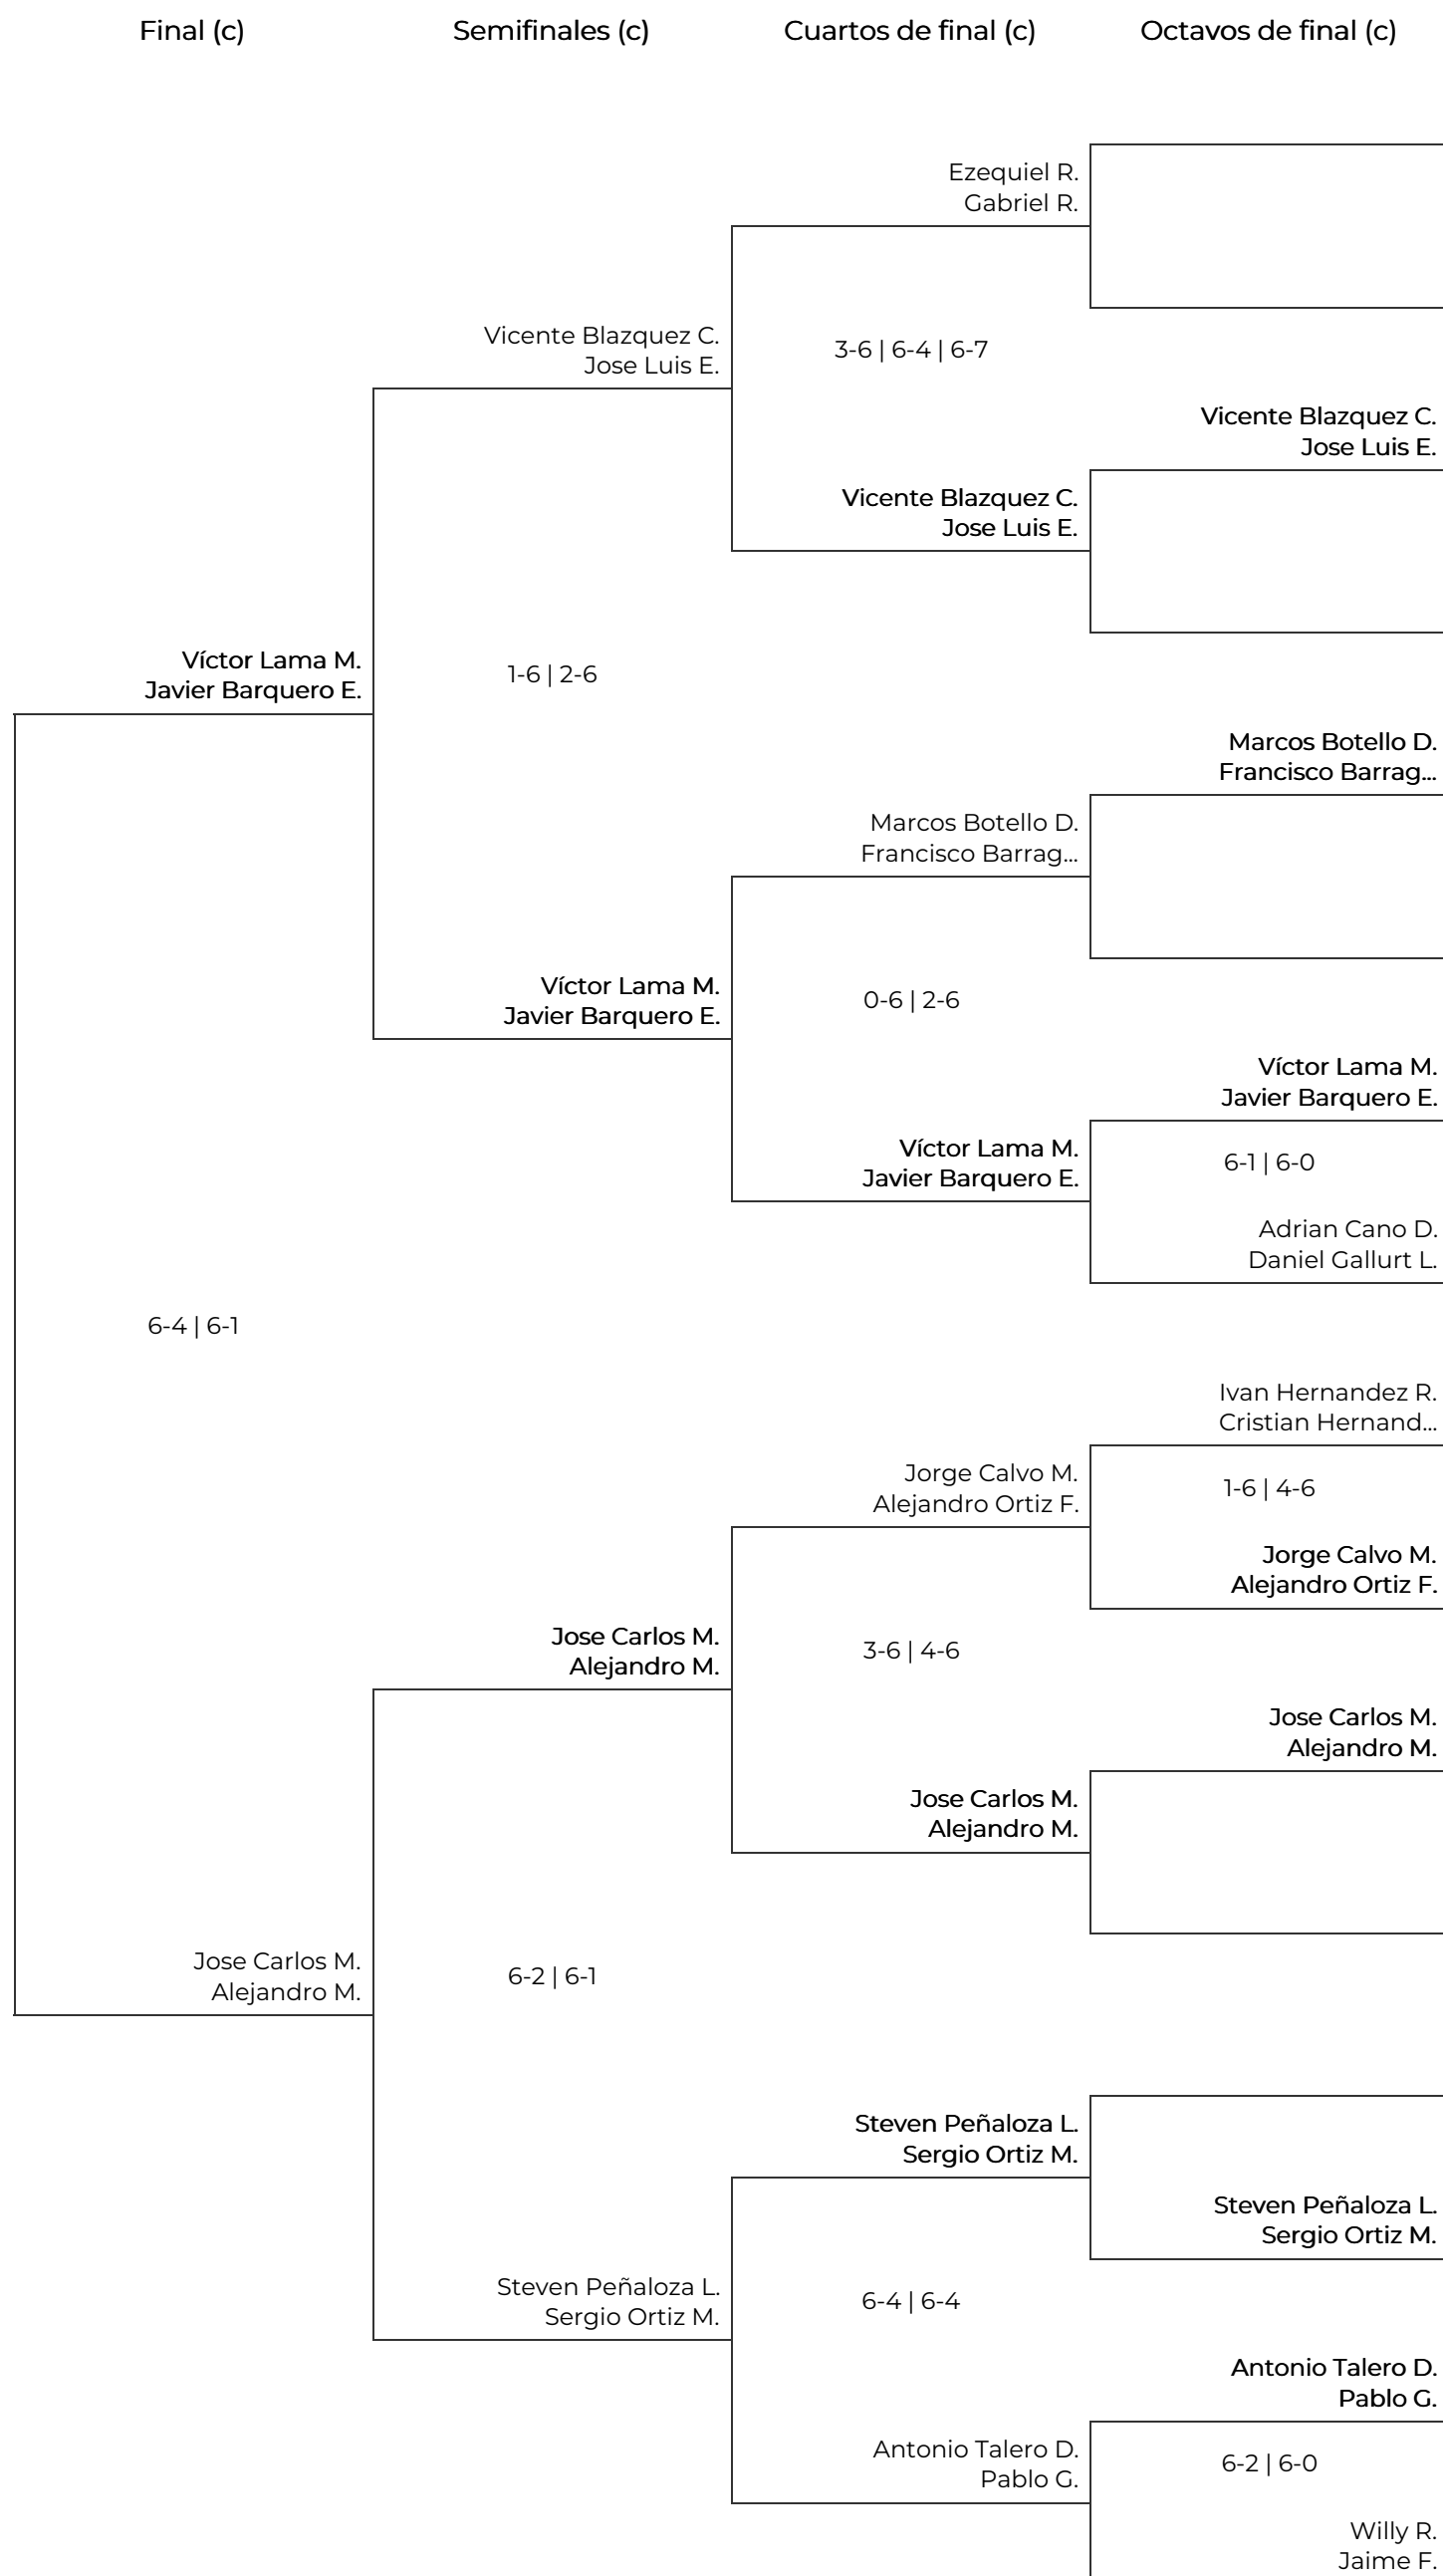 Final (c)
Semifinales (c)
Cuartos de final (c)
Octavos de final (c)
Ezequiel R.
Gabriel R.
Vicente Blazquez C.
Jose Luis E.
3-6 | 6-4 | 6-7
Vicente Blazquez C.
Jose Luis E.
Vicente Blazquez C.
Jose Luis E.
Víctor Lama M.
Javier Barquero E.
1-6 | 2-6
Marcos Botello D.
Francisco Barrag...
Marcos Botello D.
Francisco Barrag...
Víctor Lama M.
Javier Barquero E.
0-6 | 2-6
Víctor Lama M.
Javier Barquero E.
Víctor Lama M.
Javier Barquero E.
6-1 | 6-0
Adrian Cano D.
Daniel Gallurt L.
6-4 | 6-1
Ivan Hernandez R.
Cristian Hernand...
Jorge Calvo M.
Alejandro Ortiz F.
1-6 | 4-6
Jorge Calvo M.
Alejandro Ortiz F.
Jose Carlos M.
Alejandro M.
3-6 | 4-6
Jose Carlos M.
Alejandro M.
Jose Carlos M.
Alejandro M.
Jose Carlos M.
Alejandro M.
6-2 | 6-1
Steven Peñaloza L.
Sergio Ortiz M.
Steven Peñaloza L.
Sergio Ortiz M.
Steven Peñaloza L.
Sergio Ortiz M.
6-4 | 6-4
Antonio Talero D.
Pablo G.
Antonio Talero D.
Pablo G.
6-2 | 6-0
Willy R.
Jaime F.